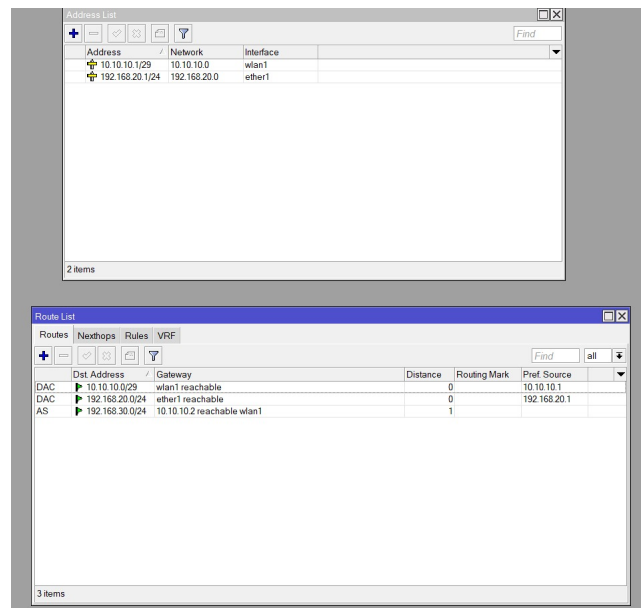 Address List
Find
Address Network Interface
10.10.10.1/29 10.10.10.0 wlan1
192.168.20.1/24 192.168.20.0 ether1
2 items
Route List
Routes Nexthops Rules VRF
Find all
Dst. Address Gateway Distance Routing Mark Pref. Source
DAC 10.10.10.0/29 wlan1 reachable 0 10.10.10.1
DAC 192.168.20.0/24 ether1 reachable 0 192.168.20.1
AS 192.168.30.0/24 10.10.10.2 reachable wlan1 1
3 items